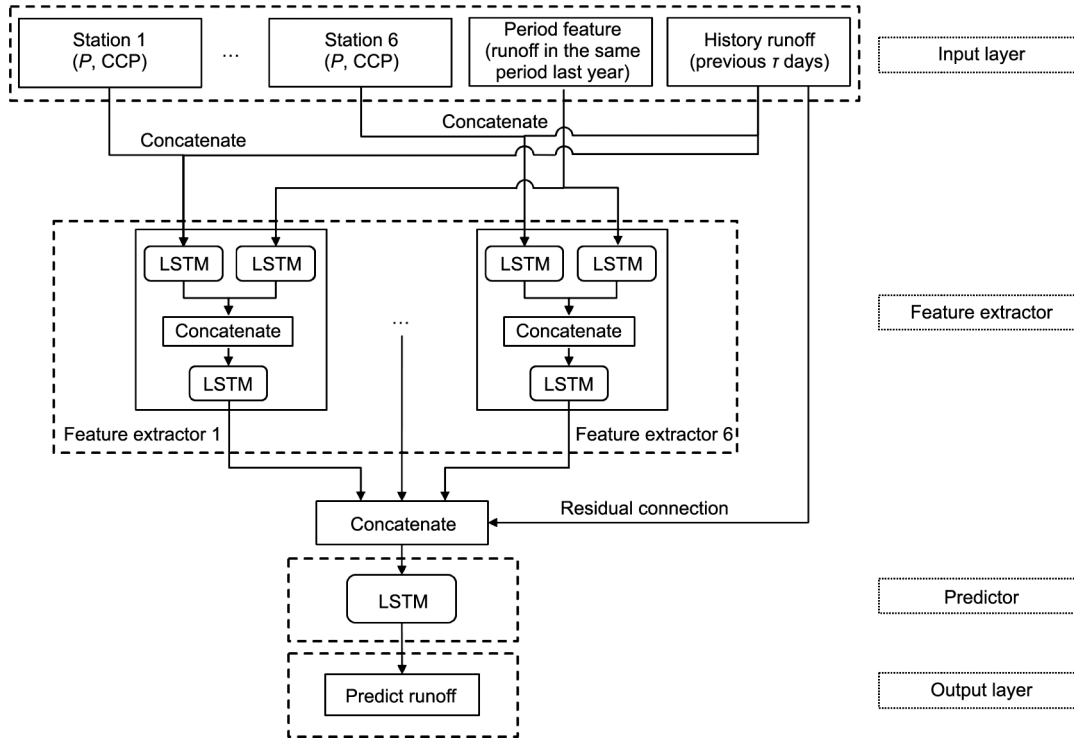 Station 1
(P, CCP)
...
Station 6
(P, CCP)
Period feature
(runoff in the same
period last year)
History runoff
(previous τ days)
Input layer
Concatenate
Concatenate
LSTM
LSTM
Concatenate
LSTM
Feature extractor 1
...
LSTM
LSTM
Concatenate
LSTM
Feature extractor 6
Feature extractor
Concatenate
Residual connection
LSTM
Predictor
Predict runoff
Output layer